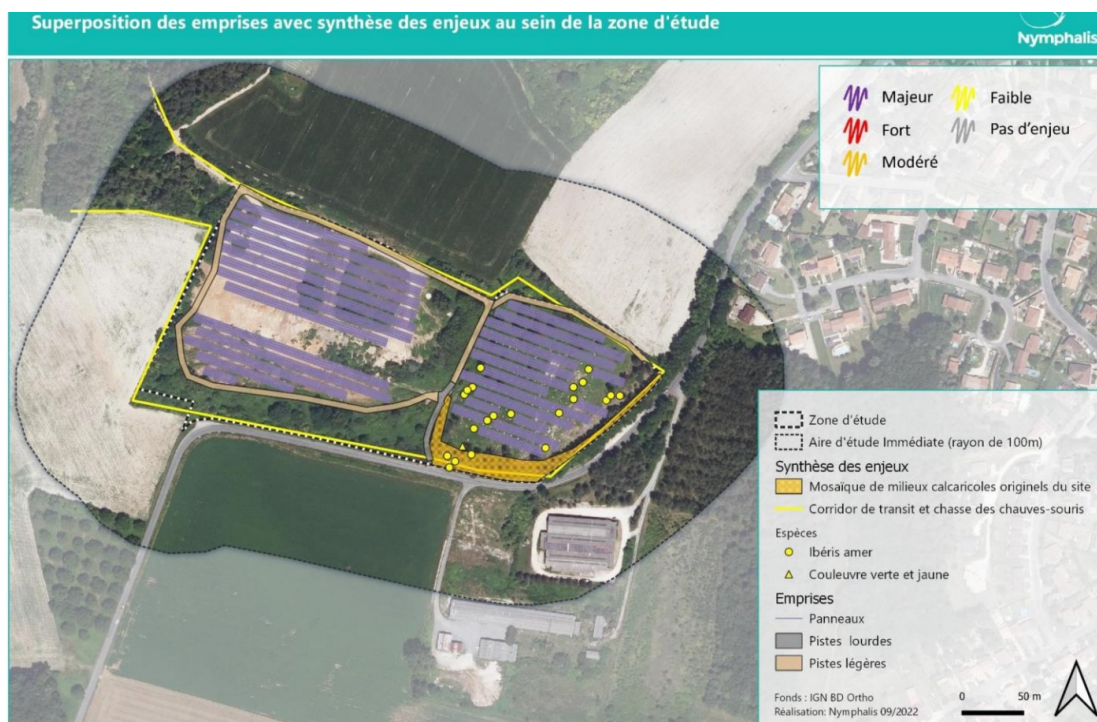 Superposition des emprises avec synthèse des enjeux au sein de la zone d'étude
Nymphalis
Majeur
Faible
Fort
Pas d'enjeu
Modéré
Zone d'étude
Aire d'étude Immédiate (rayon de 100m)
Synthèse des enjeux
Mosaïque de milieux calcaricoles originels du site
Corridor de transit et chasse des chauves-souris
Espèces
Ibéris amer
Couleuvre verte et jaune
Emprises
Panneaux
Pistes lourdes
Pistes légères
Fonds : IGN BD Ortho
Réalisation: Nymphalis 09/2022
0 50 m